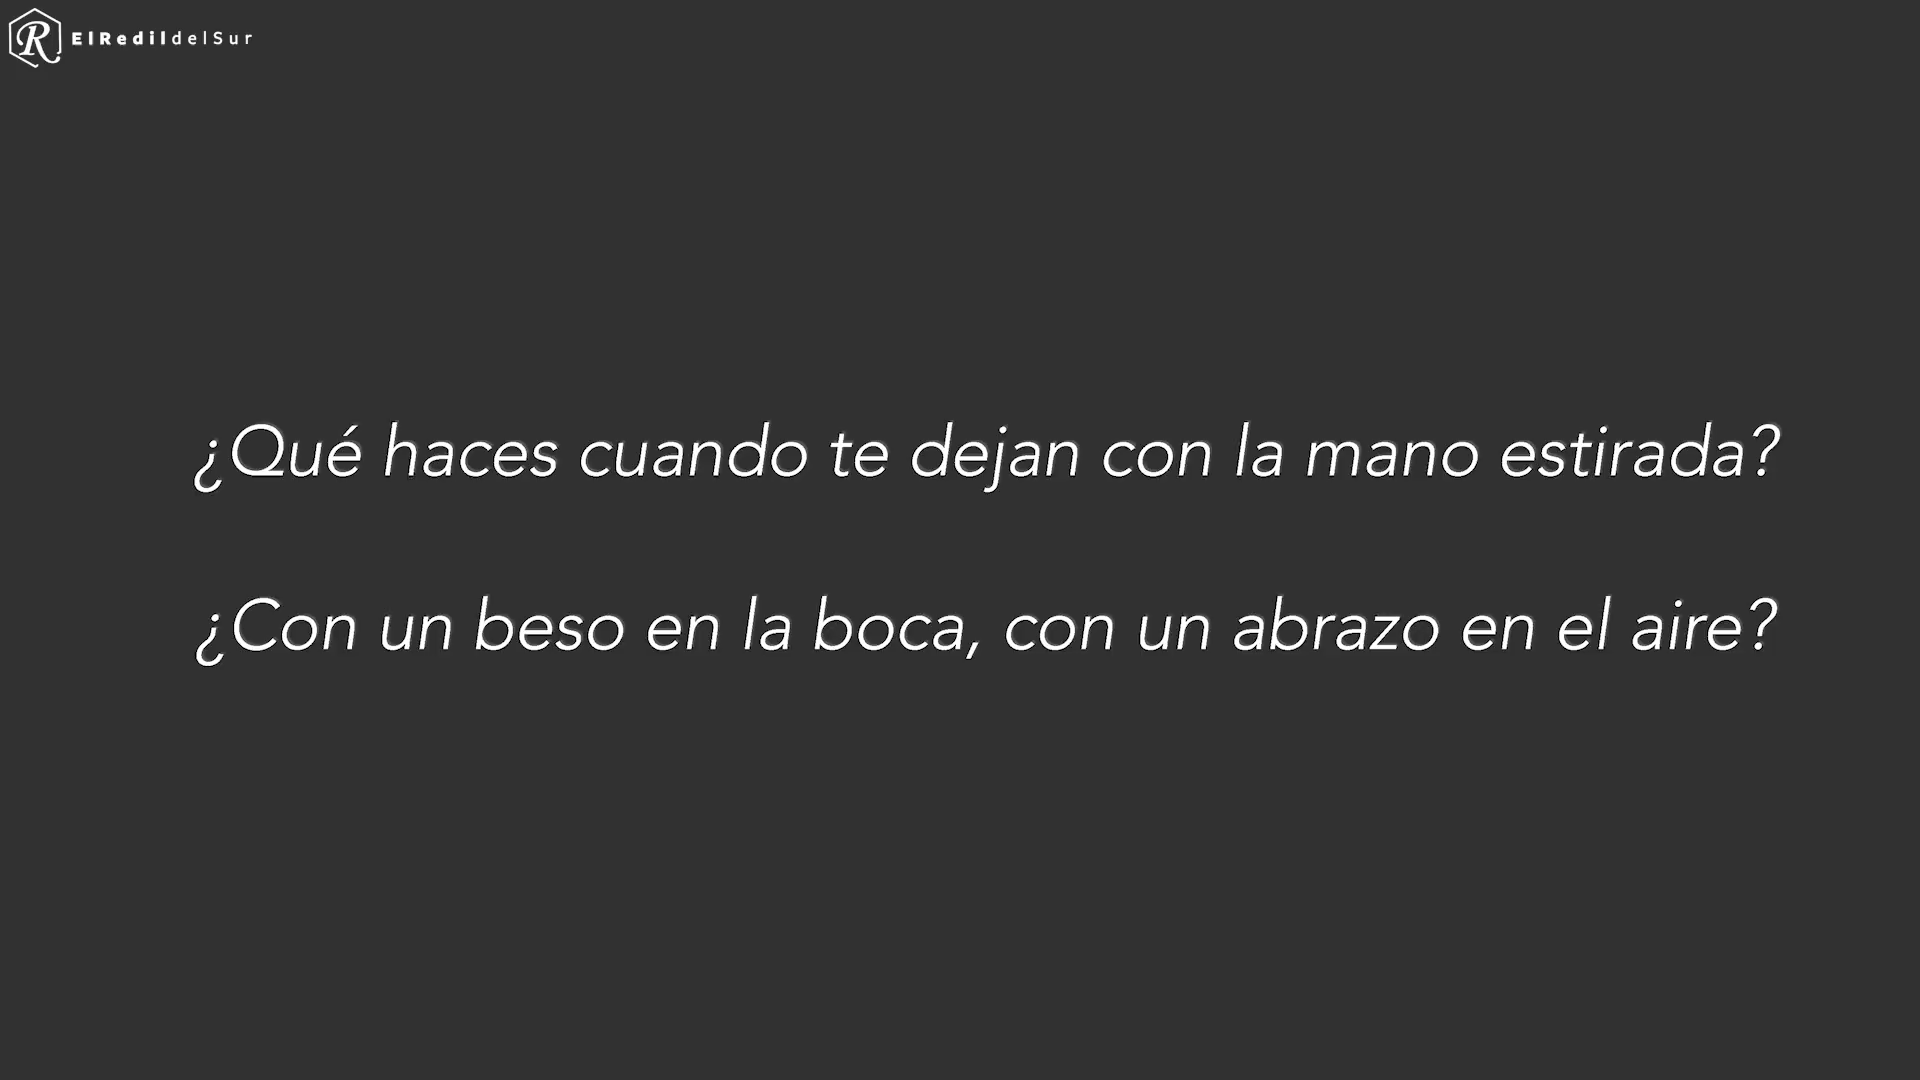 ElRedildelSur
¿Qué haces cuando te dejan con la mano estirada?
¿Con un beso en la boca, con un abrazo en el aire?